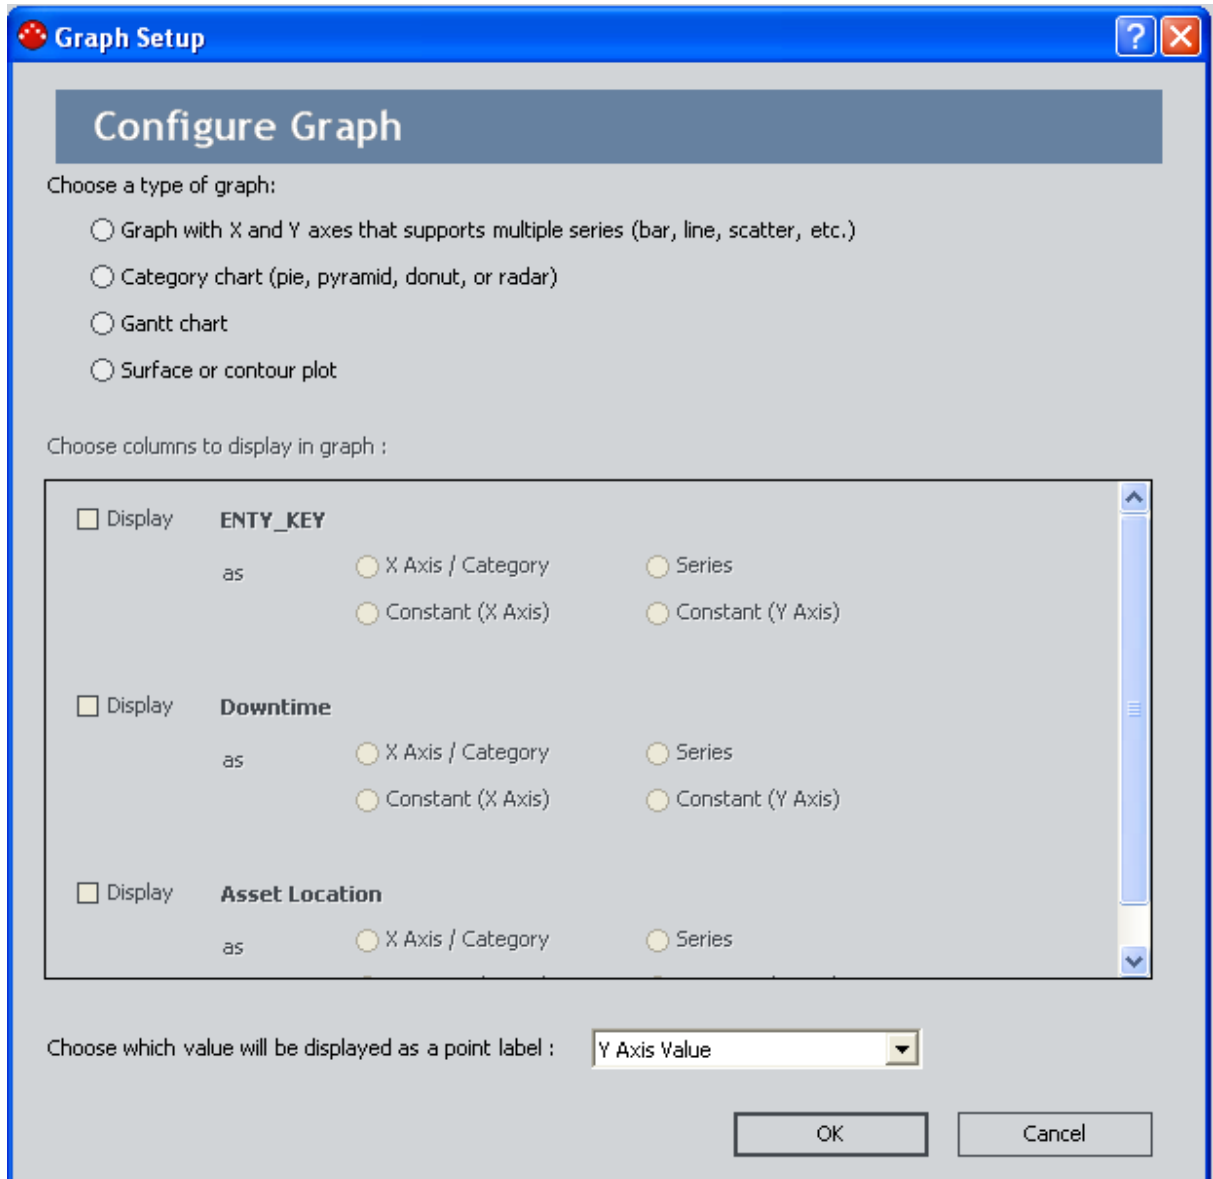 Graph Setup
Configure Graph
Choose a type of graph:
Graph with X and Y axes that supports multiple series (bar, line, scatter, etc.)
Category chart (pie, pyramid, donut, or radar)
Gantt chart
Surface or contour plot
Choose columns to display in graph :
Display ENTY_KEY
as X Axis / Category Series
Constant (X Axis) Constant (Y Axis)
Display Downtime
as X Axis / Category Series
Constant (X Axis) Constant (Y Axis)
Display Asset Location
as X Axis / Category Series
Choose which value will be displayed as a point label : Y Axis Value
OK Cancel